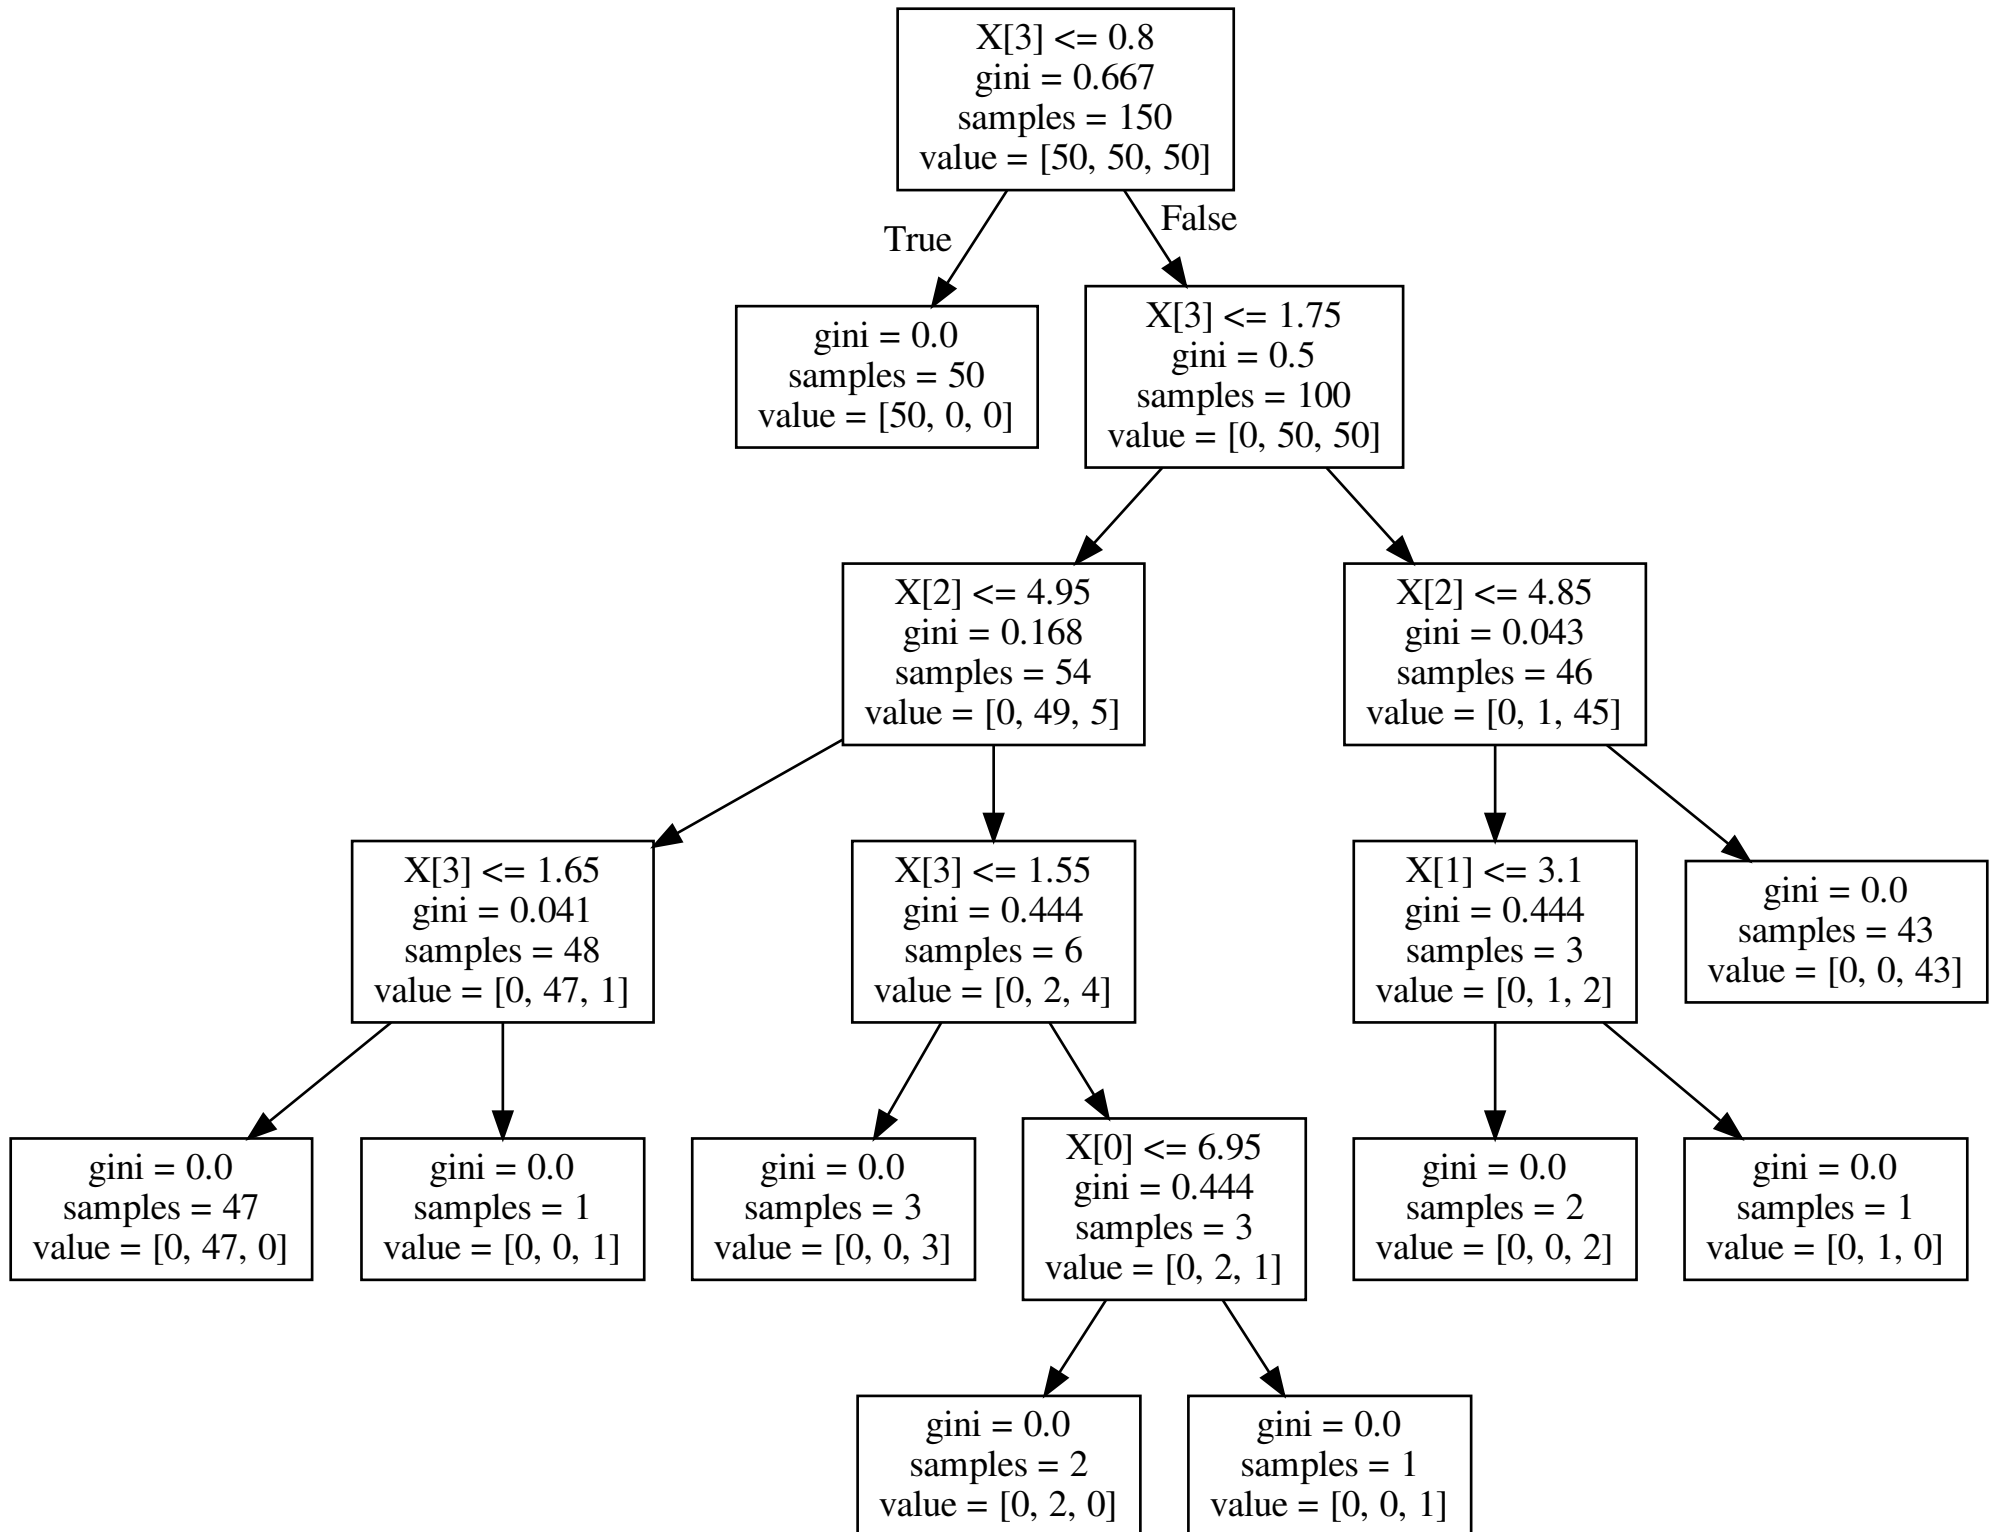 X[3] <= 0.8
gini = 0.667
samples = 150
value = [50, 50, 50]
True
False
gini = 0.0
samples = 50
value = [50, 0, 0]
X[3] <= 1.75
gini = 0.5
samples = 100
value = [0, 50, 50]
X[2] <= 4.95
gini = 0.168
samples = 54
value = [0, 49, 5]
X[2] <= 4.85
gini = 0.043
samples = 46
value = [0, 1, 45]
X[3] <= 1.65
gini = 0.041
samples = 48
value = [0, 47, 1]
X[3] <= 1.55
gini = 0.444
samples = 6
value = [0, 2, 4]
X[1] <= 3.1
gini = 0.444
samples = 3
value = [0, 1, 2]
gini = 0.0
samples = 43
value = [0, 0, 43]
gini = 0.0
samples = 47
value = [0, 47, 0]
gini = 0.0
samples = 1
value = [0, 0, 1]
gini = 0.0
samples = 3
value = [0, 0, 3]
X[0] <= 6.95
gini = 0.444
samples = 3
value = [0, 2, 1]
gini = 0.0
samples = 2
value = [0, 0, 2]
gini = 0.0
samples = 1
value = [0, 1, 0]
gini = 0.0
samples = 2
value = [0, 2, 0]
gini = 0.0
samples = 1
value = [0, 0, 1]